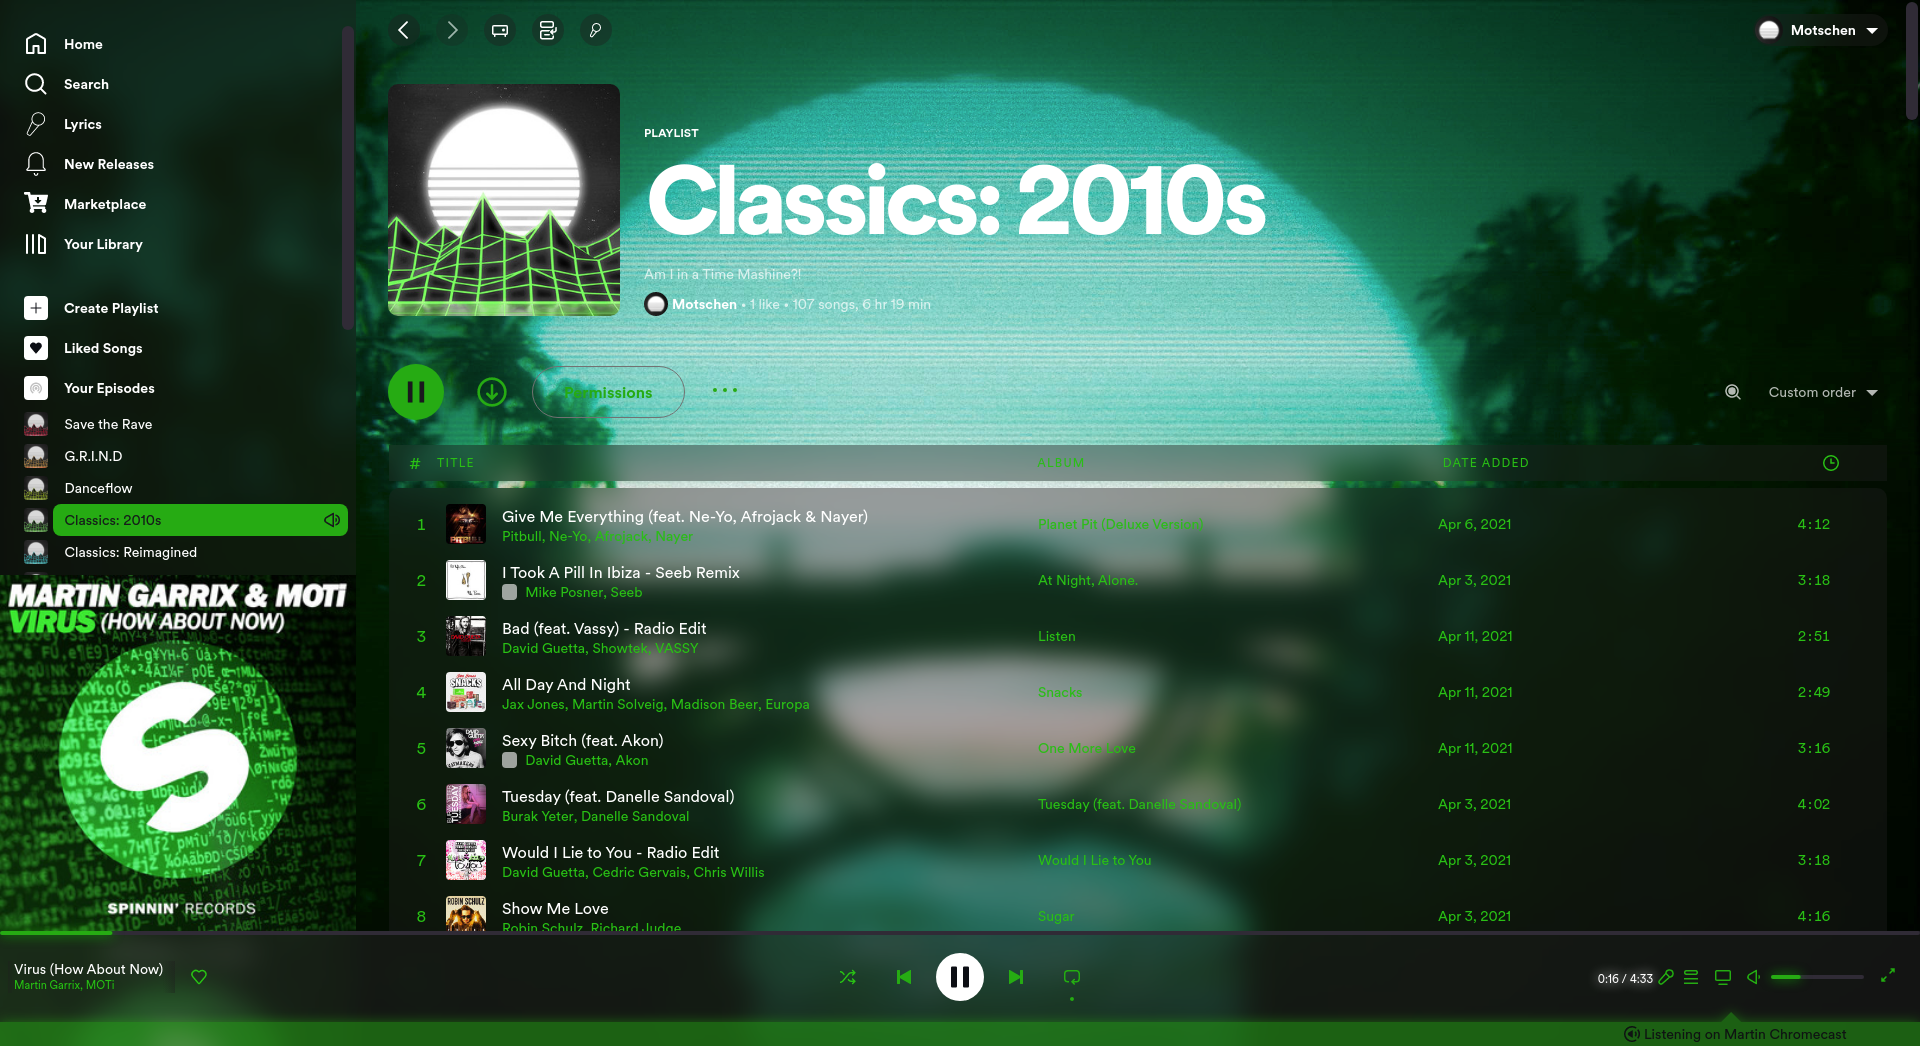 Home
Search
Lyrics
New Releases
Marketplace
Your Library
Create Playlist
Liked Songs
Your Episodes
Save the Rave
G.R.I.N.D
Danceflow
Classics: 2010s
Classics: Reimagined
MARTIN GARRIX & MOTi
VIRUS (HOW ABOUT NOW)
SPINNIN' RECORDS
Motschen
PLAYLIST
Classics: 2010s
Am I in a Time Mashine?!
Motschen • 1 like • 107 songs, 6 hr 19 min
Permissions
Custom order
# TITLE ALBUM DATE ADDED
1 Give Me Everything (feat. Ne-Yo, Afrojack & Nayer) Planet Pit (Deluxe Version) Apr 6, 2021 4:12
Pitbull, Ne-Yo, Afrojack, Nayer
2 I Took A Pill In Ibiza - Seeb Remix At Night, Alone. Apr 3, 2021 3:18
Mike Posner, Seeb
3 Bad (feat. Vassy) - Radio Edit Listen Apr 11, 2021 2:51
David Guetta, Showtek, VASSY
4 All Day And Night Snacks Apr 11, 2021 2:49
Jax Jones, Martin Solveig, Madison Beer, Europa
5 Sexy Bitch (feat. Akon) One More Love Apr 11, 2021 3:16
David Guetta, Akon
6 Tuesday (feat. Danelle Sandoval) Tuesday (feat. Danelle Sandoval) Apr 3, 2021 4:02
Burak Yeter, Danelle Sandoval
7 Would I Lie to You - Radio Edit Would I Lie to You Apr 3, 2021 3:18
David Guetta, Cedric Gervais, Chris Willis
8 Show Me Love Sugar Apr 3, 2021 4:16
Robin Schulz, Richard Judge
Virus (How About Now)
Martin Garrix, MOTi
0:16 / 4:33
Listening on Martin Chromecast